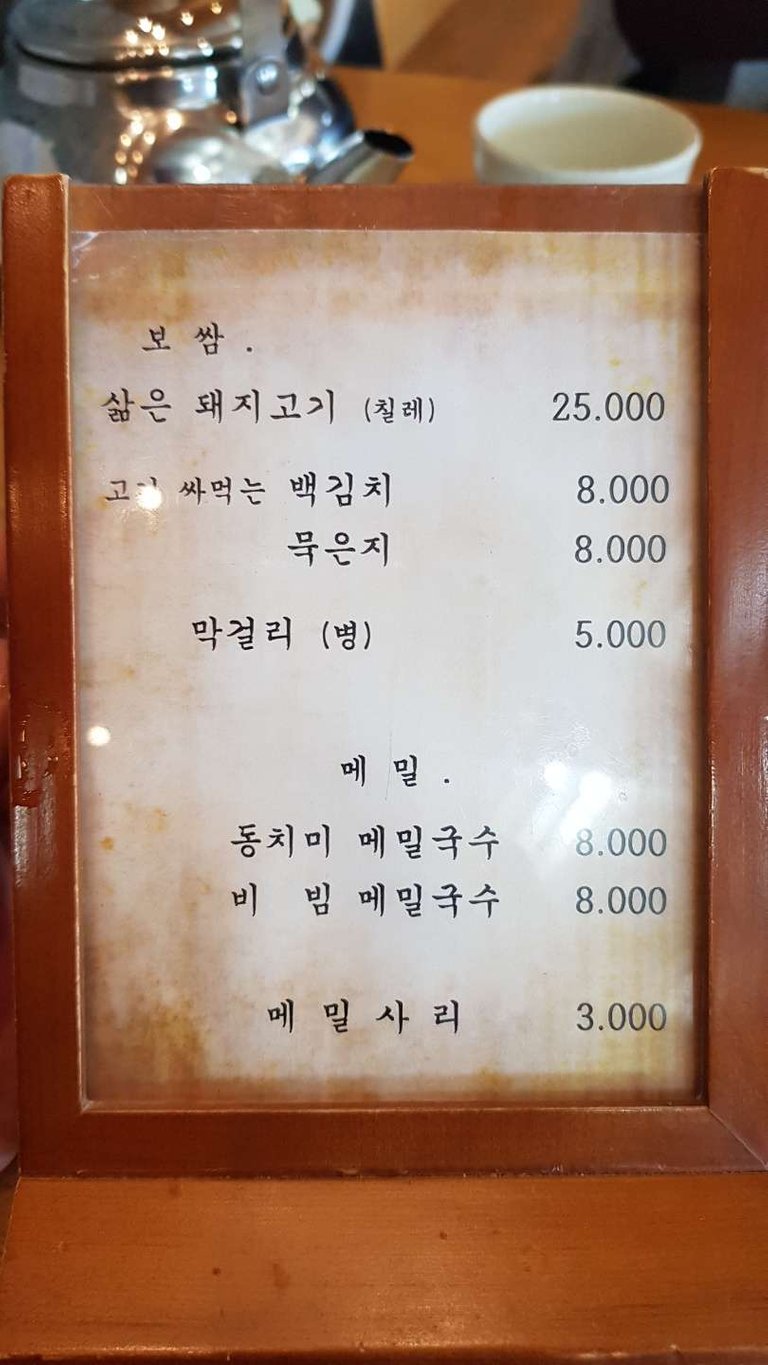 보 쌈 .
삶은 돼지고기 (칠레) 25.000
싸먹는 백김치 8.000
묵은지 8.000
막걸리 (병) 5.000
메 밀 .
동치미 메밀국수 8.000
비 빔 메밀국수 8.000
메 밀 사 리 3.000